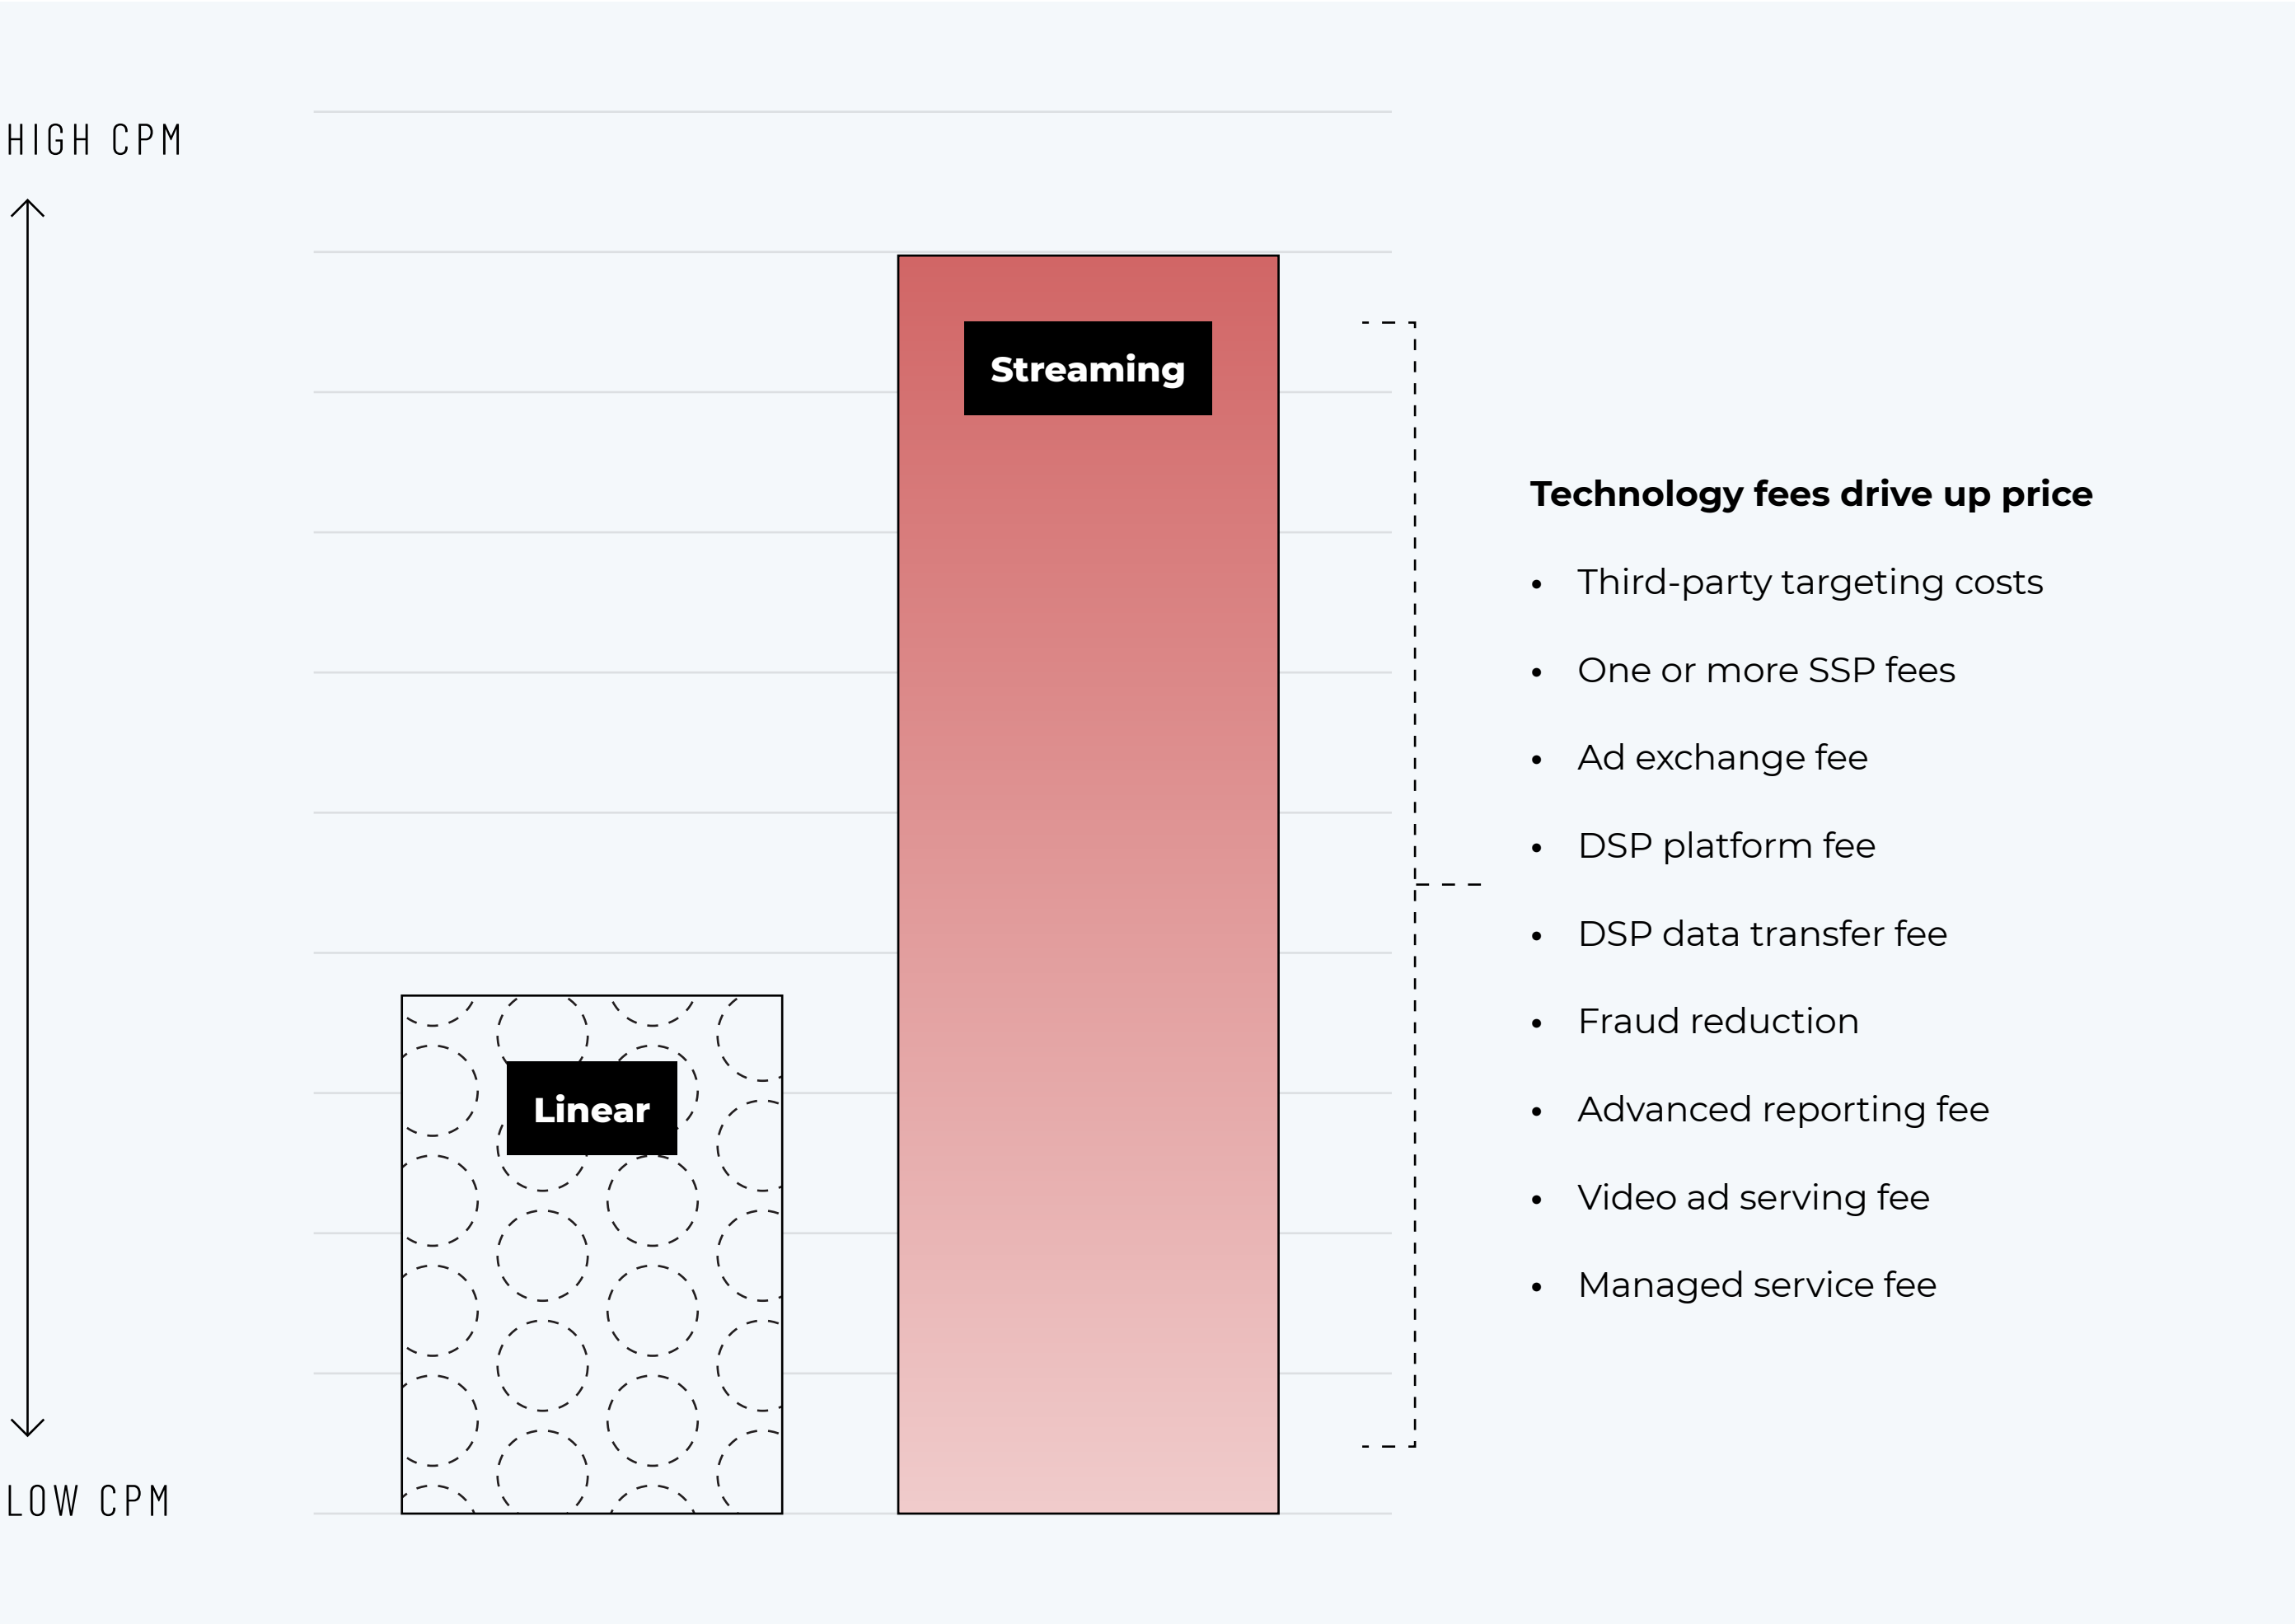 HIGH CPM
Streaming
Linear
LOW CPM
Technology fees drive up price
• Third-party targeting costs
• One or more SSP fees
• Ad exchange fee
• DSP platform fee
• DSP data transfer fee
• Fraud reduction
• Advanced reporting fee
• Video ad serving fee
• Managed service fee